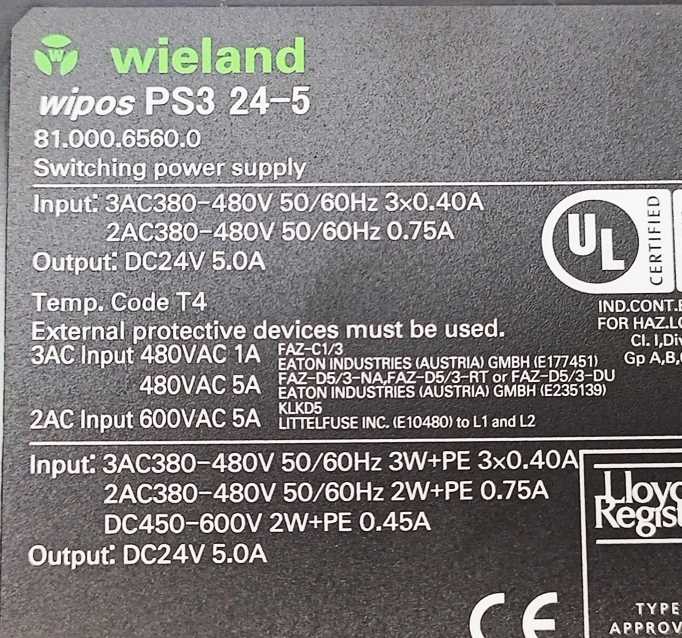 wieland
wipos PS3 24-5
81.000.6560.0
Switching power supply
Input: 3AC380-480V 50/60Hz 3x0.40A
2AC380-480V 50/60Hz 0.75A
Output: DC24V 5.0A
UL
CERTIFIED
Temp. Code T4
External protective devices must be used.
3AC Input 480VAC 1A FAZ-C1/3
EATON INDUSTRIES (AUSTRIA) GMBH (E177451)
480VAC 5A FAZ-D5/3-NA,FAZ-D5/3-RT or FAZ-D5/3-DU
EATON INDUSTRIES (AUSTRIA) GMBH (E235139)
2AC Input 600VAC 5A KLKD5
LITTELFUSE INC. (E10480) to L1 and L2
IND.CONT.E
FOR HAZ.LO
Cl. I,Div
Gp A,B,
Input: 3AC380-480V 50/60Hz 3W+PE 3x0.40A
2AC380-480V 50/60Hz 2W+PE 0.75A
DC450-600V 2W+PE 0.45A
Output: DC24V 5.0A
Lloyd
Regist
CE
TYPE
APPROV